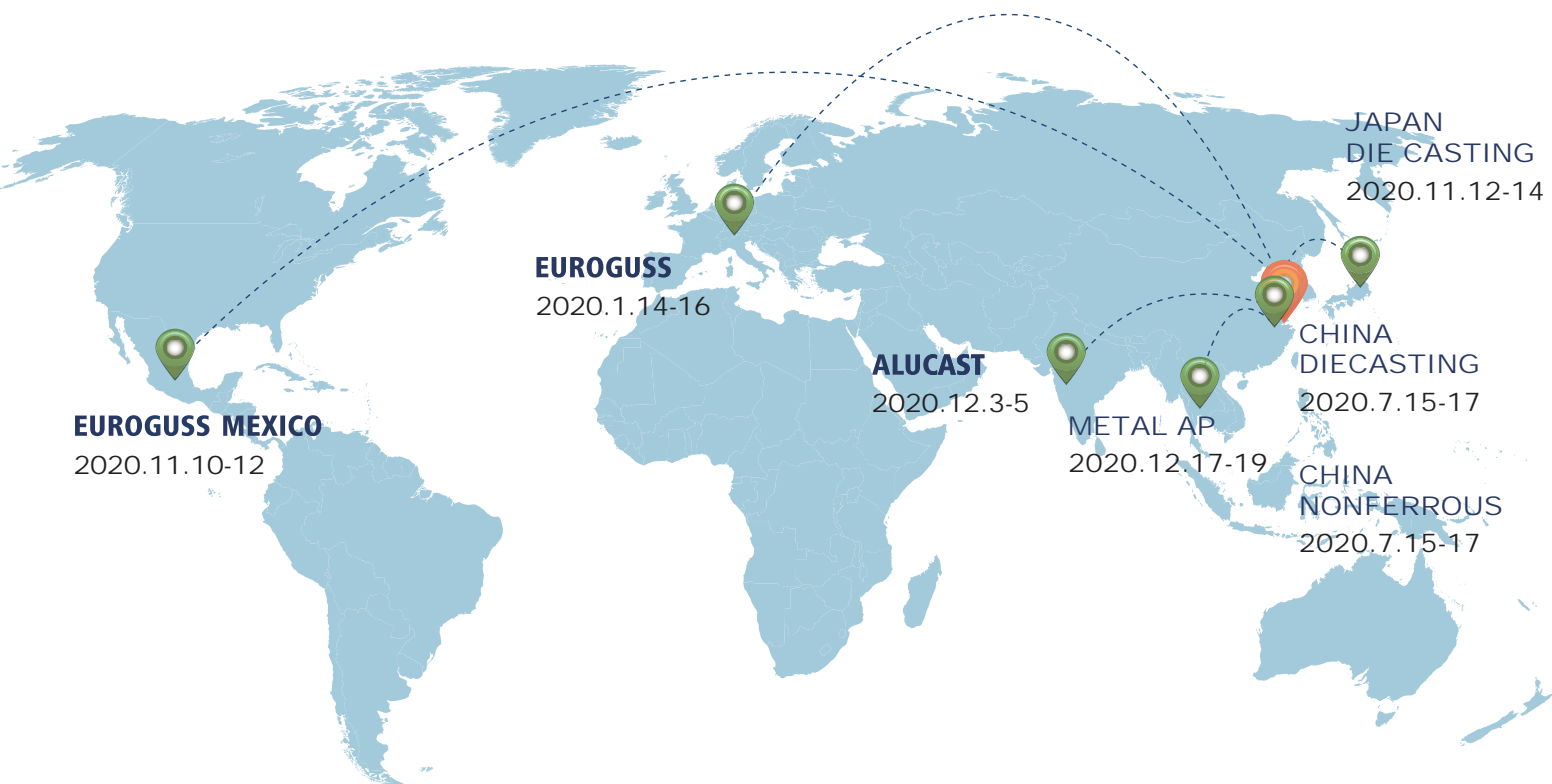 JAPAN
DIE CASTING
2020.11.12-14
EUROGUSS
2020.1.14-16
CHINA
DIECASTING
2020.7.15-17
ALUCAST
2020.12.3-5
METAL AP
2020.12.17-19
EUROGUSS MEXICO
2020.11.10-12
CHINA
NONFERROUS
2020.7.15-17